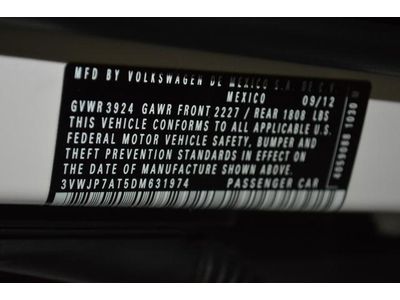 MFD BY VOLKSWAGEN DE MEXICO S.A. DE C.V.
MEXICO 09/12
GVWR 3924 GAWR FRONT 2227 / REAR 1808 LBS
THIS VEHICLE CONFORMS TO ALL APPLICABLE U.S.
FEDERAL MOTOR VEHICLE SAFETY, BUMPER AND
THEFT PREVENTION STANDARDS IN EFFECT ON
THE DATE OF MANUFACTURE SHOWN ABOVE.
3VWJP7AT5DM631974 PASSENGER CAR